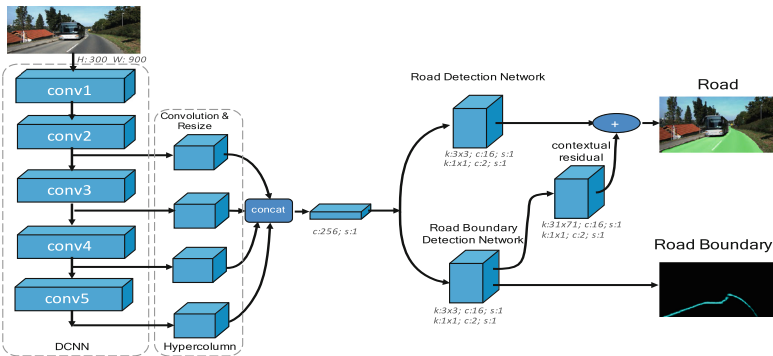 H: 300 W: 900
conv1
conv2
conv3
conv4
conv5
DCNN
Convolution &
Resize
Hypercolumn
concat
c:256; s:1
Road Detection Network
k:3x3; c:16; s:1
k:1x1; c:2; s:1
Road Boundary
Detection Network
k:3x3; c:16; s:1
k:1x1; c:2; s:1
contextual
residual
k:31x71; c:16; s:1
k:1x1; c:2; s:1
+
Road
Road Boundary